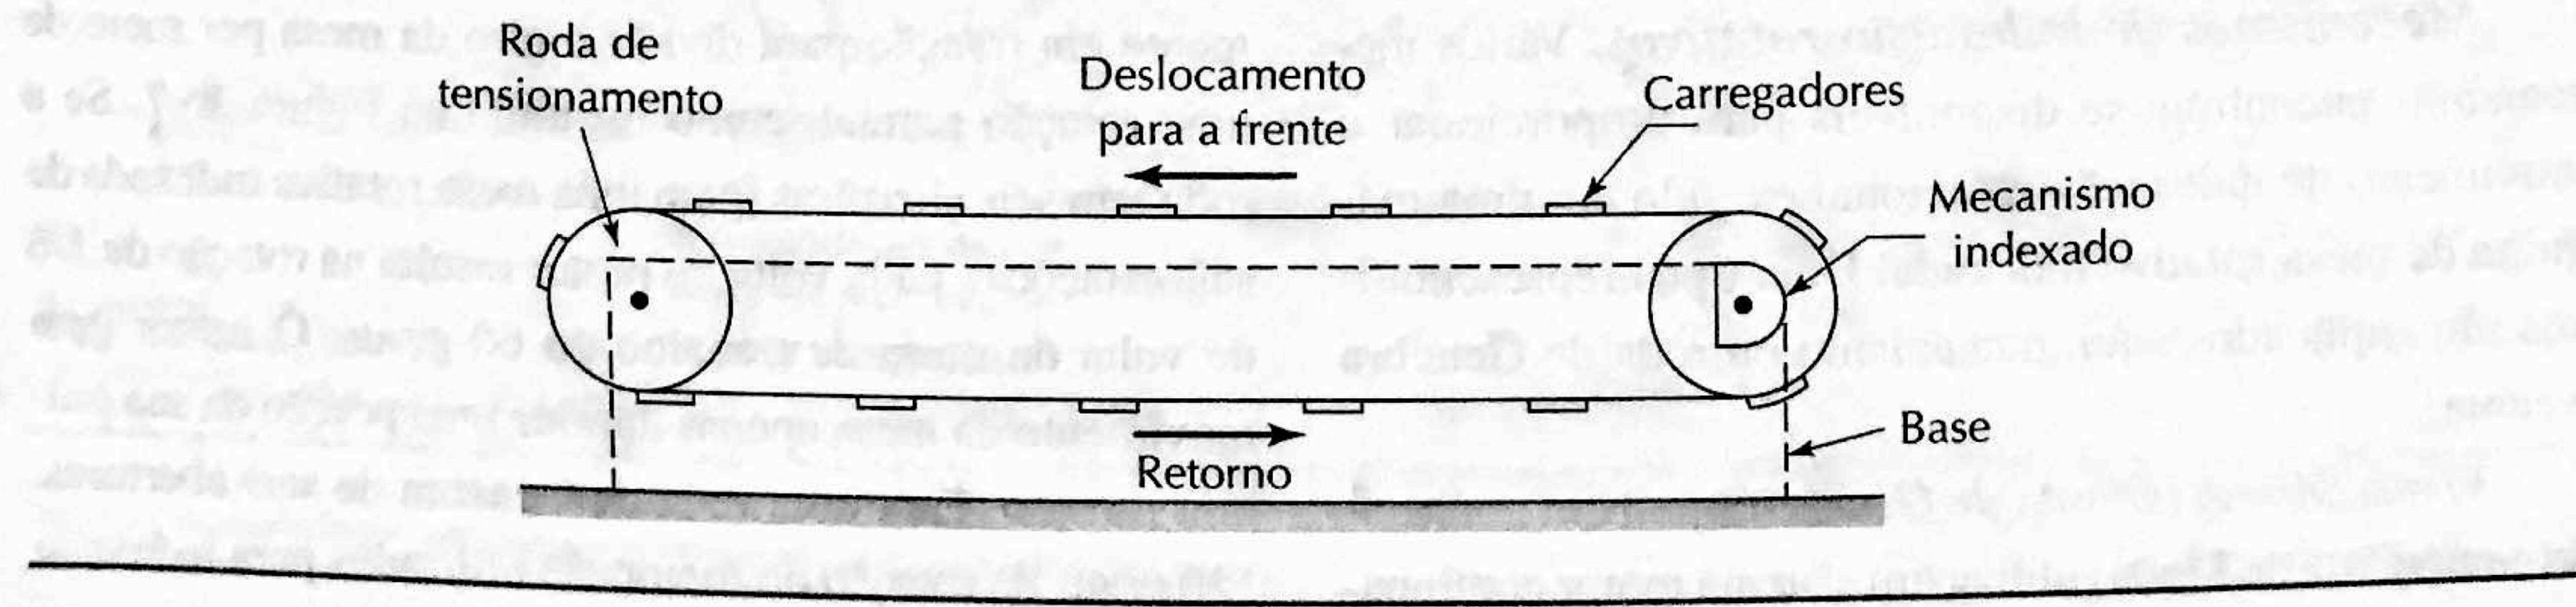 Roda de
tensionamento
Deslocamento
para a frente
Carregadores
Mecanismo
indexado
Base
Retorno